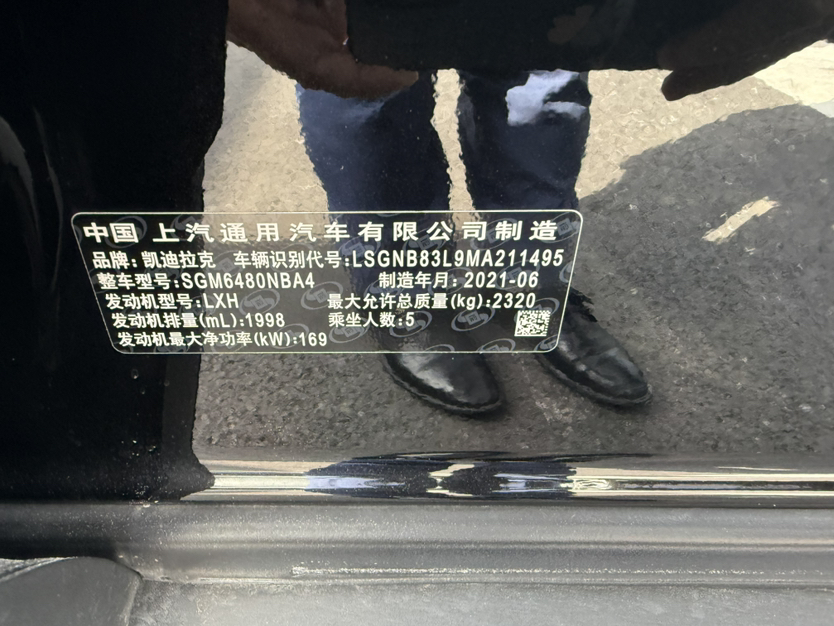 中国 上汽通用汽车有限公司制造
品牌:凯迪拉克 车辆识别代号:LSGNB83L9MA211495
整车型号:SGM6480NBA4 制造年月:2021-06
发动机型号:LXH 最大允许总质量(kg):2320
发动机排量(mL):1998 乘坐人数:5
发动机最大净功率(kW):169